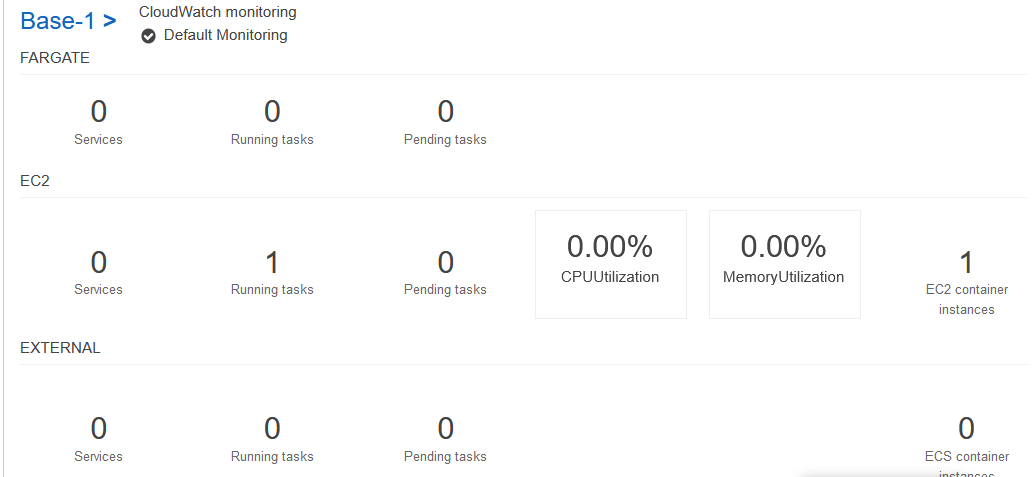 Base-1 >
CloudWatch monitoring
Default Monitoring
FARGATE
0 0 0
Services Running tasks Pending tasks
EC2
0.00% 0.00%
0 1 0 1
CPUUtilization MemoryUtilization
Services Running tasks Pending tasks EC2 container
instances
EXTERNAL
0 0 0 0
Services Running tasks Pending tasks ECS container
instances